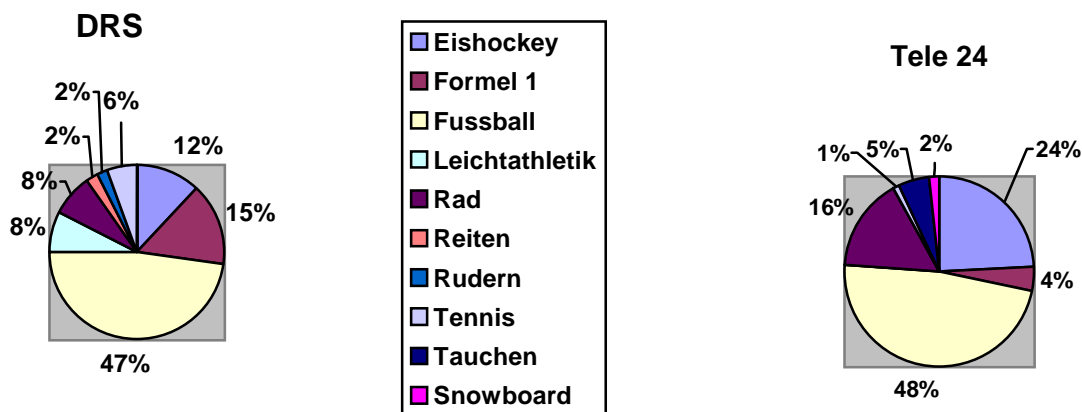 DRS
2%
6%
2%
12%
8%
15%
8%
47%
Eishockey
Formel 1
Fussball
Leichtathletik
Rad
Reiten
Rudern
Tennis
Tauchen
Snowboard
Tele 24
1%
5%
2%
24%
16%
4%
48%